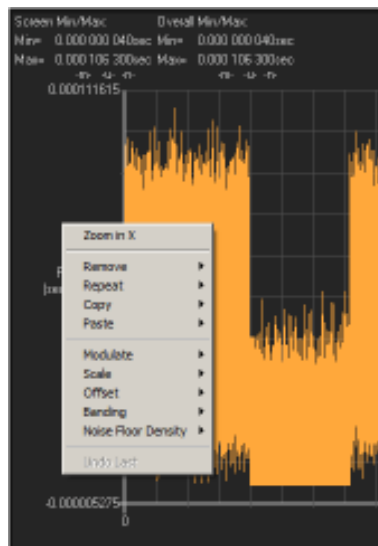 Screen Min/Max: Overall Min/Max:
Min= 0.000 000 040sec Min= 0.000 000 040sec
Max= 0.000 106 300sec Max= 0.000 106 300sec
-m- -u- -n- -m- -u- -n-
0.000111615
Zoom in X
Remove
Repeat
Copy
Paste
Modulate
Scale
Offset
Banding
Noise Floor Density
Undo Last
-0.000005275
0